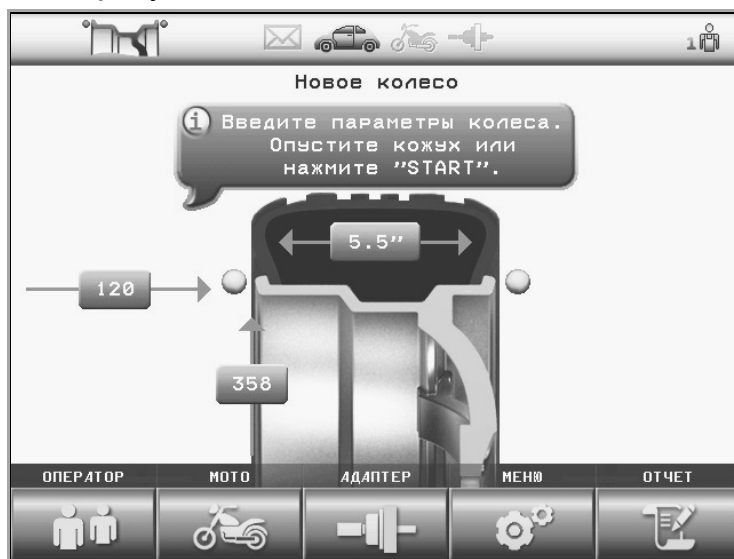 1
Новое колесо
i Введите параметры колеса.
Опустите кожух или
нажмите "START".
5.5"
120
358
ОПЕРАТОР МОТО АДАПТЕР МЕНЮ ОТЧЕТ